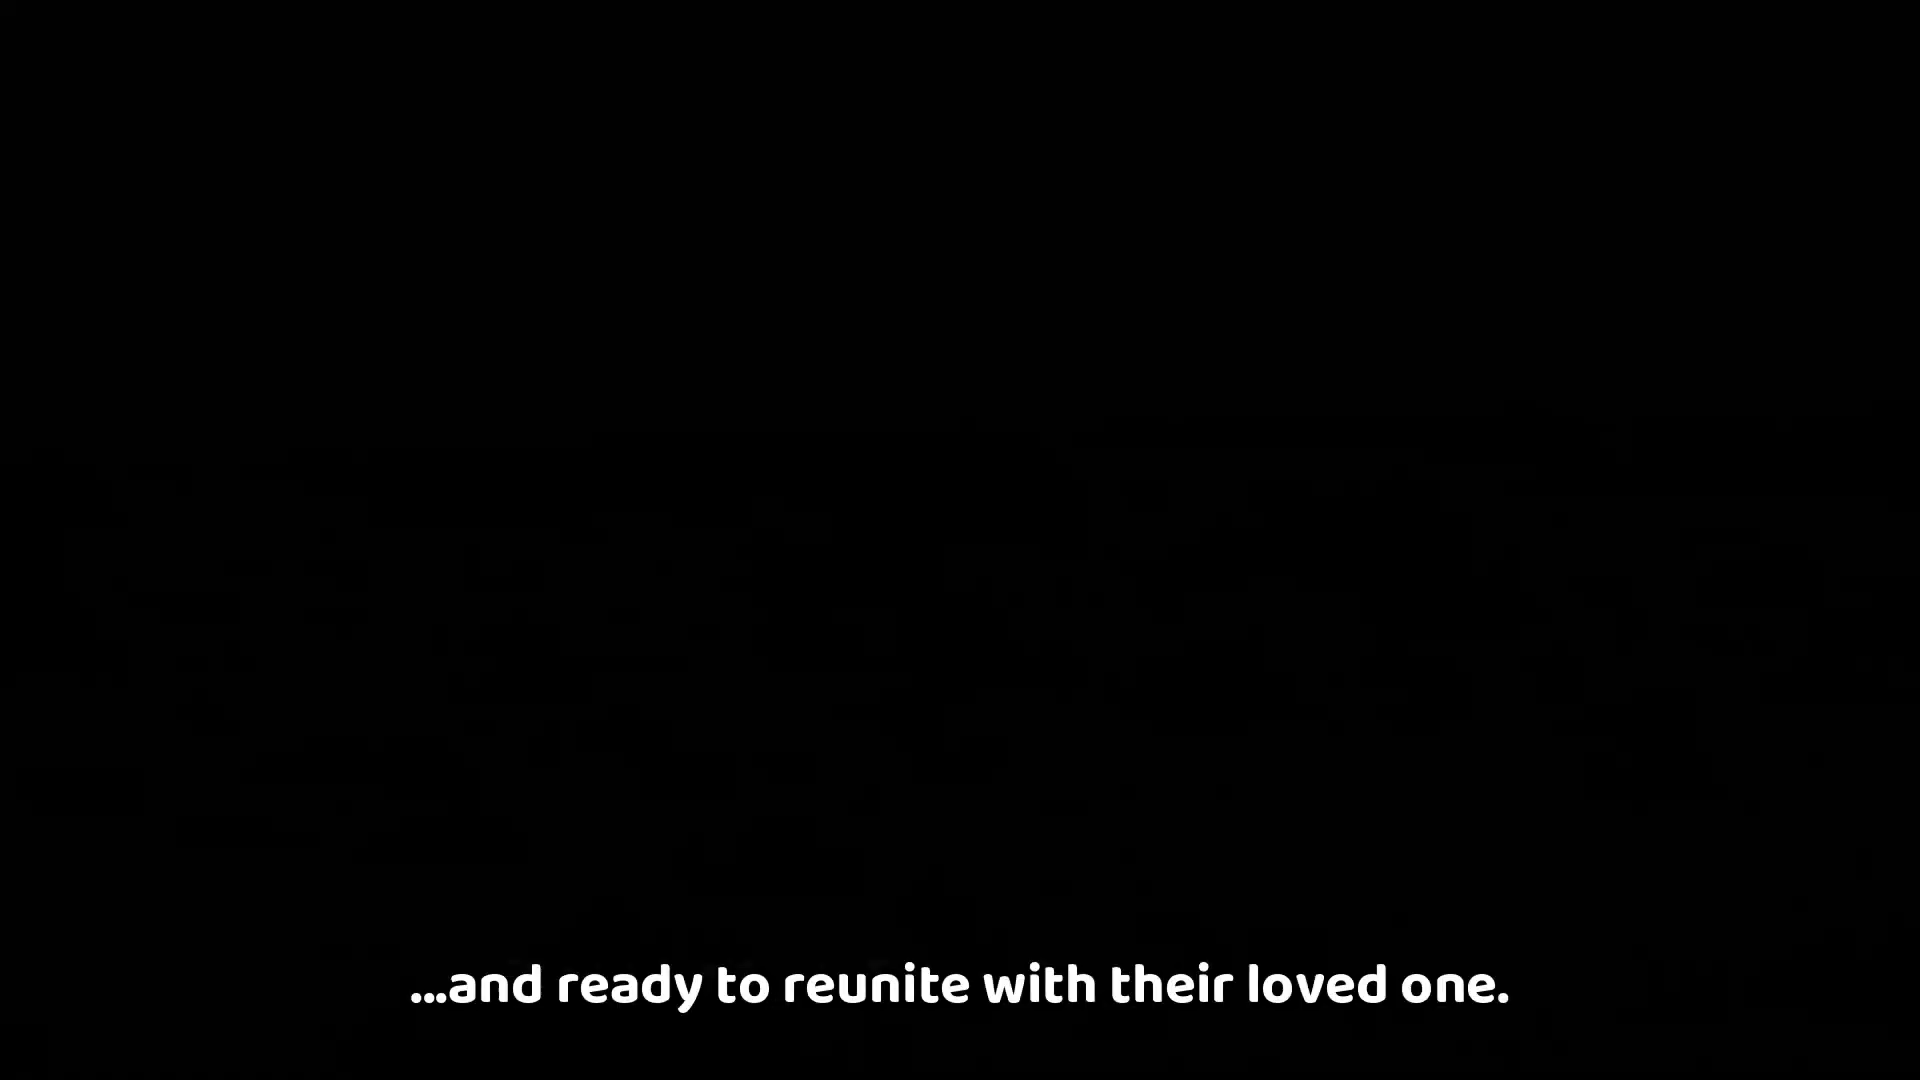 ...and ready to reunite with their loved one.